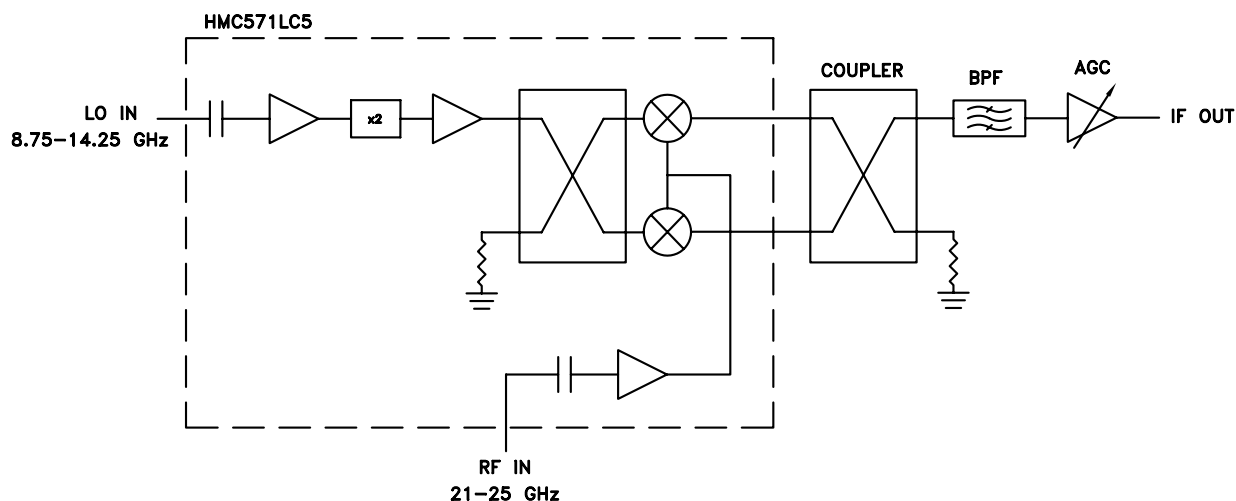 HMC571LC5
LO IN
8.75–14.25 GHz
x2
COUPLER
BPF
AGC
IF OUT
RF IN
21–25 GHz